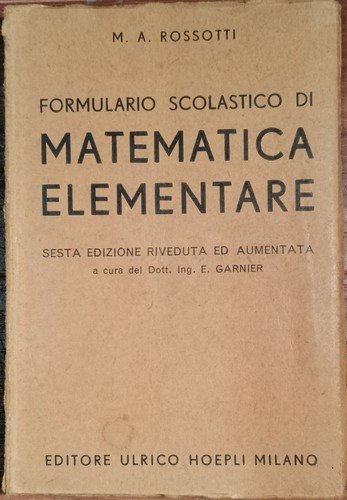 M. A. ROSSOTTI
FORMULARIO SCOLASTICO DI
MATEMATICA
ELEMENTARE
SESTA EDIZIONE RIVEDUTA ED AUMENTATA
a cura del Dott. Ing. E. GARNIER
EDITORE ULRICO HOEPLI MILANO